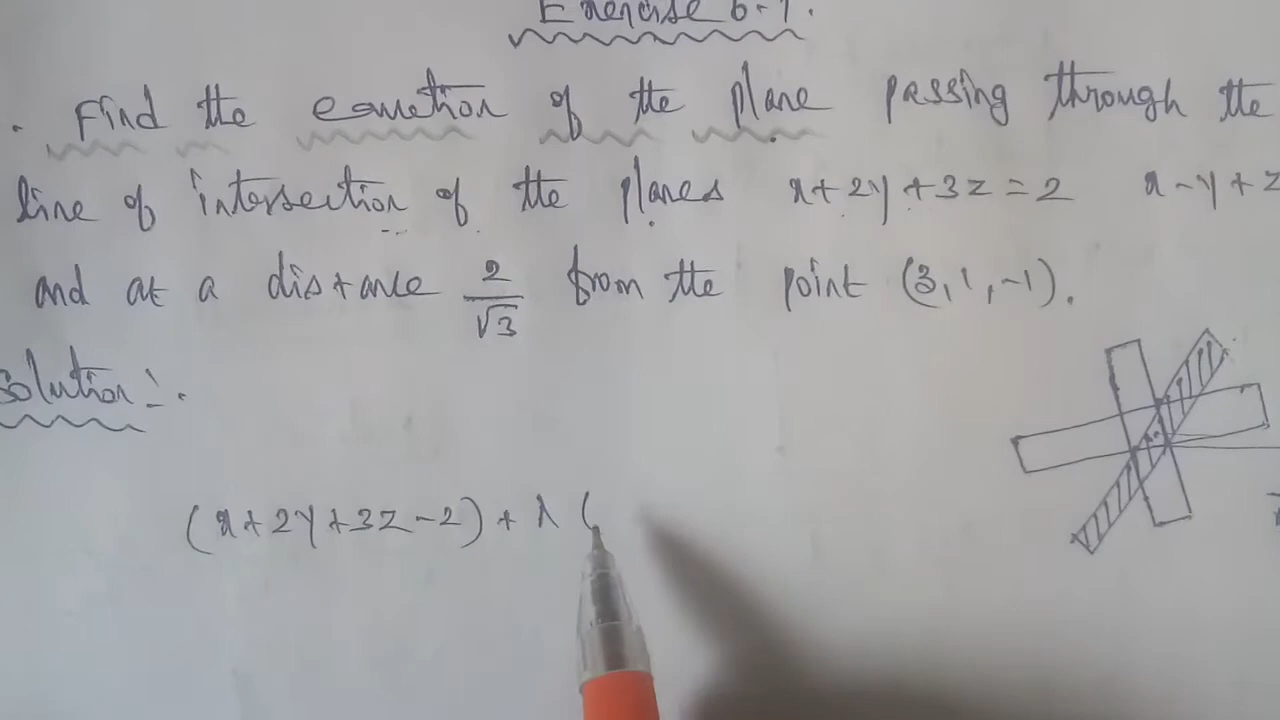 Exercise 6.9.
. Find the equation of the plane passing through the
line of intersection of the planes x + 2y + 3z = 2 x - y + z
and at a distance 2/√3 from the point (3, 1, -1).
Solution :-
(x + 2y + 3z - 2) + λ (